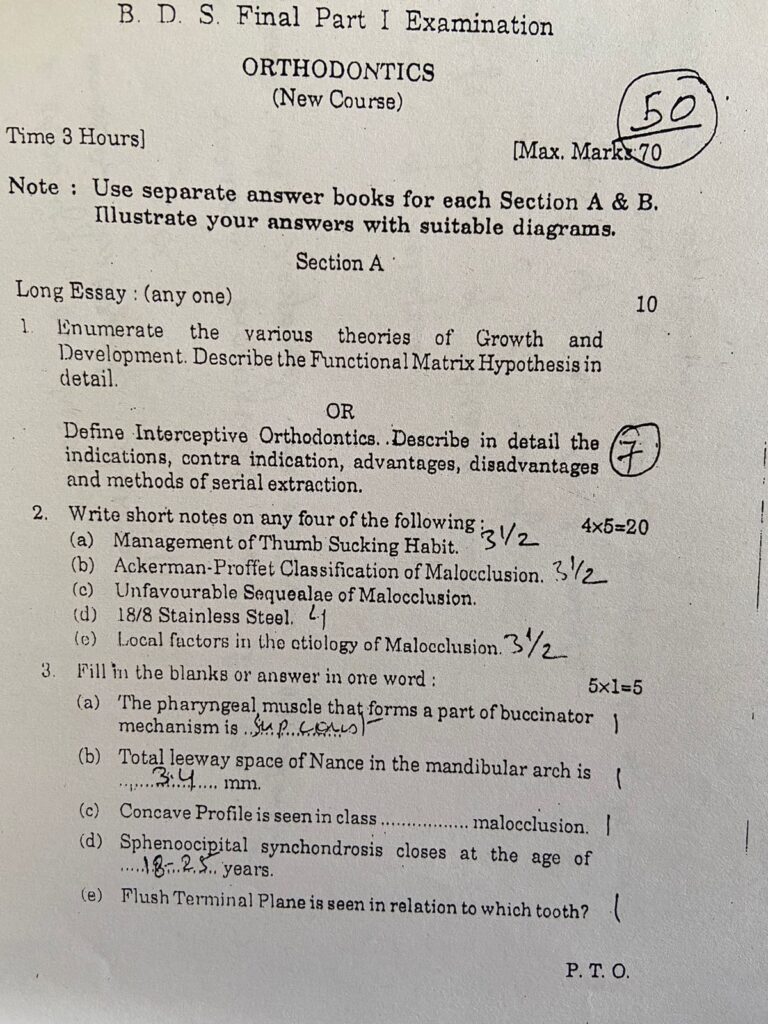 B. D. S. Final Part I Examination
ORTHODONTICS
(New Course)
50
Time 3 Hours]
[Max. Marks 70
Note : Use separate answer books for each Section A & B.
Illustrate your answers with suitable diagrams.
Section A
Long Essay : (any one) 10
1. Enumerate the various theories of Growth and
Development. Describe the Functional Matrix Hypothesis in
detail.
OR
Define Interceptive Orthodontics. .Describe in detail the
indications, contra indication, advantages, disadvantages 7
and methods of serial extraction.
2. Write short notes on any four of the following : 4x5=20
(a) Management of Thumb Sucking Habit. 3 1/2
(b) Ackerman-Proffet Classification of Malocclusion. 3 1/2
(c) Unfavourable Sequealae of Malocclusion.
(d) 18/8 Stainless Steel. 4
(e) Local factors in the etiology of Malocclusion. 3 1/2
3. Fill in the blanks or answer in one word : 5x1=5
(a) The pharyngeal muscle that forms a part of buccinator
mechanism is ..Sup. const 1
(b) Total leeway space of Nance in the mandibular arch is
......3.4...... mm. 1
(c) Concave Profile is seen in class ................. malocclusion. 1
(d) Sphenoocipital synchondrosis closes at the age of
.....18-25.. years.
(e) Flush Terminal Plane is seen in relation to which tooth? 1
P. T. O.